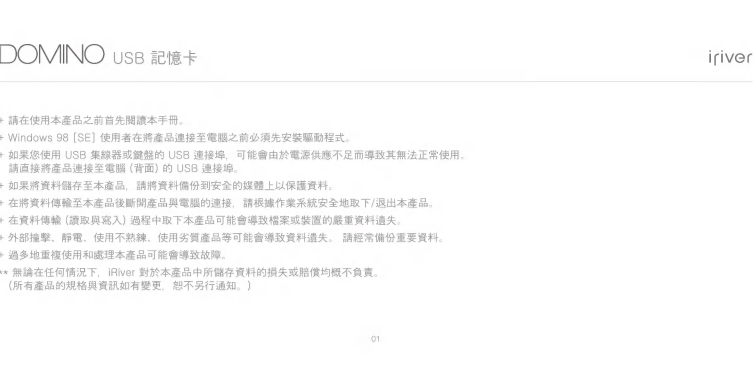 DOMINO USB 記憶卡
iriver
+ 請在使用本產品之前首先閱讀本手冊。
+ Windows 98 [SE] 使用者在將產品連接至電腦之前必須先安裝驅動程式。
+ 如果您使用 USB 集線器或鍵盤的 USB 連接埠，可能會由於電源供應不足而導致其無法正常使用。
請直接將產品連接至電腦 (背面) 的 USB 連接埠。
+ 如果將資料儲存至本產品，請將資料備份到安全的媒體上以保護資料。
+ 在將資料傳輸至本產品後斷開產品與電腦的連接，請根據作業系統安全地取下/退出本產品。
+ 在資料傳輸 (讀取與寫入) 過程中取下本產品可能會導致檔案或裝置的嚴重資料遺失。
+ 外部撞擊、靜電、使用不熟練、使用劣質產品等可能會導致資料遺失。 請經常備份重要資料。
+ 過多地重復使用和處理本產品可能會導致故障。
** 無論在任何情況下，iRiver 對於本產品中所儲存資料的損失或賠償均概不負責。
(所有產品的規格與資訊如有變更，恕不另行通知。)
01